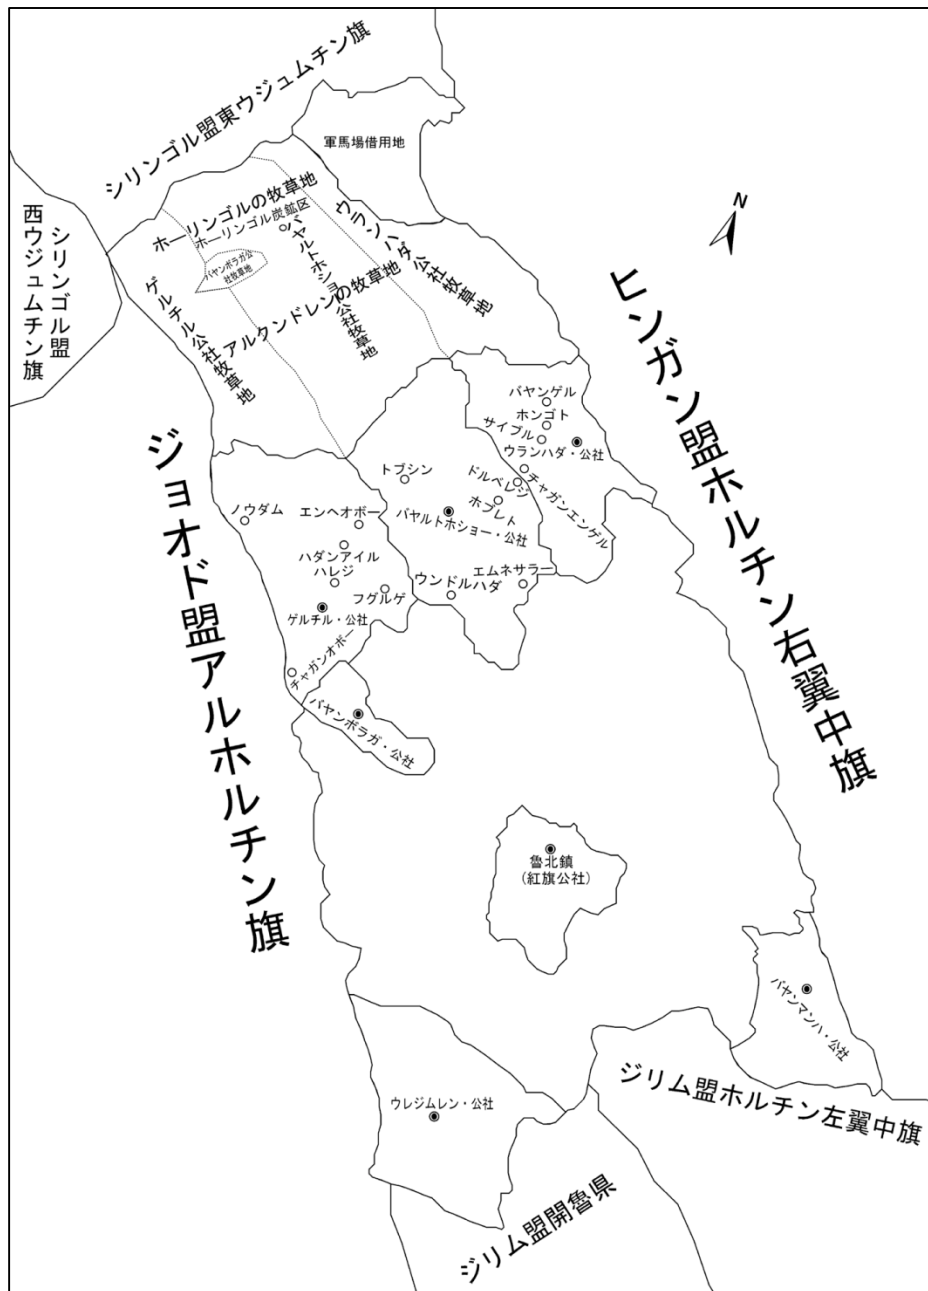 シリンゴル盟東ウジュムチン旗
軍馬場借用地
シリンゴル盟
西ウジュムチン旗
N
ホーリンゴルの牧草地
ホーリンゴル炭鉱区
バヤンボラガ公
社牧草地
ゲルチル公社牧草地
バヤルトホショー公社牧草地
ウランハダ公社牧草地
アルクンドレンの牧草地
ヒンガン盟ホルチン右翼中旗
ジョオド盟アルホルチン旗
バヤンゲル
ホンゴト
サイブル
ウランハダ・公社
チャガンエンゲル
トブシン
ドルベレジ
ホブレト
バヤルトホショー・公社
エムネサラー
ウンドルハダ
ノウダム
エンヘオボー
ハダンアイル
ハレジ
フグルゲ
ゲルチル・公社
チャガンオボー
バヤンボラガ・公社
魯北鎮
(紅旗公社)
バヤンマンハ・公社
ジリム盟ホルチン左翼中旗
ウレジムレン・公社
ジリム盟開魯県